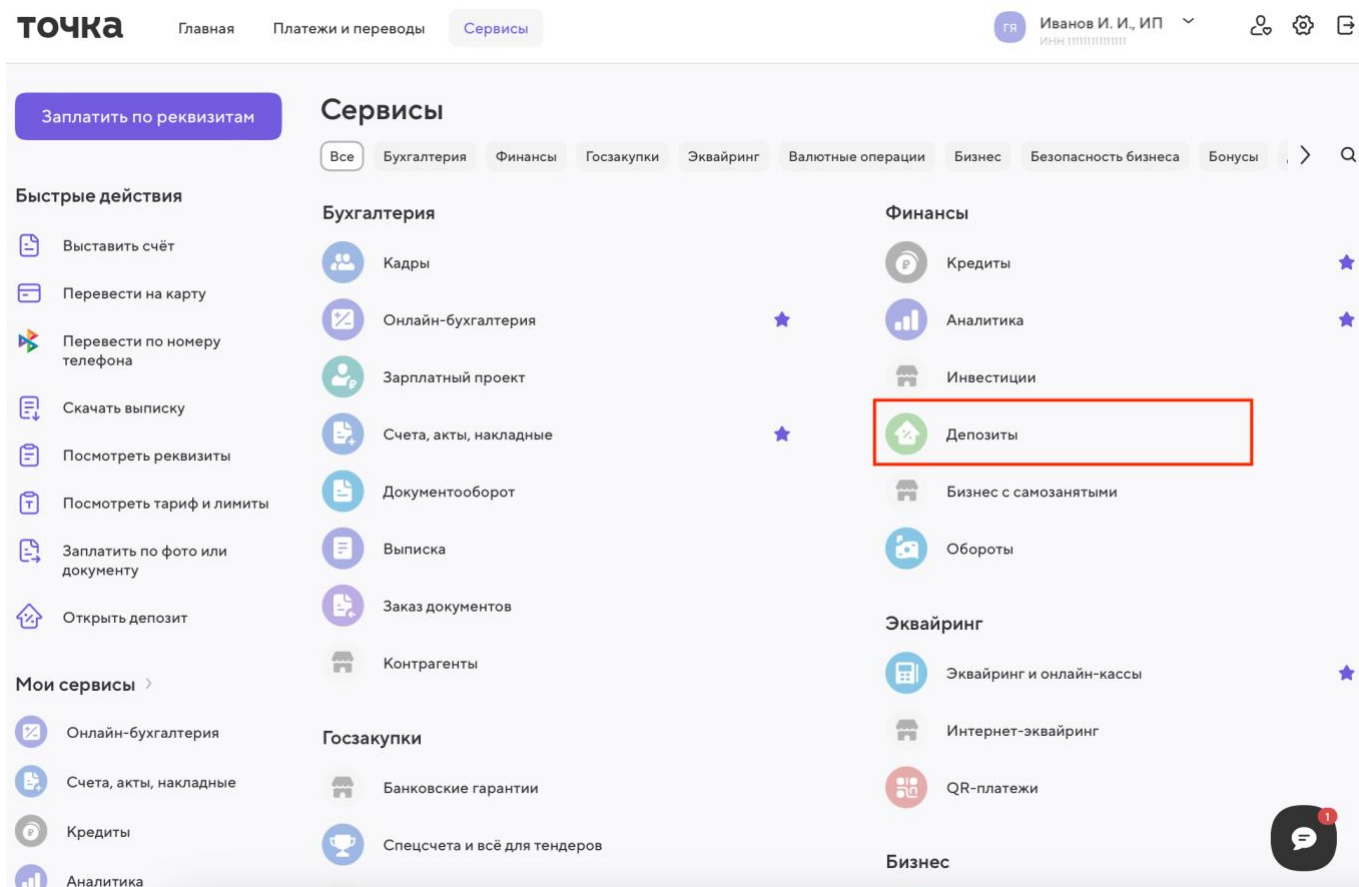 точка
Главная
Платежи и переводы
Сервисы
ГЯ
Иванов И. И., ИП
ИНН 111111111111
Заплатить по реквизитам
Быстрые действия
Выставить счёт
Перевести на карту
Перевести по номеру
телефона
Скачать выписку
Посмотреть реквизиты
Посмотреть тариф и лимиты
Заплатить по фото или
документу
Открыть депозит
Мои сервисы
Онлайн-бухгалтерия
Счета, акты, накладные
Кредиты
Аналитика
Сервисы
Все
Бухгалтерия
Финансы
Госзакупки
Эквайринг
Валютные операции
Бизнес
Безопасность бизнеса
Бонусы
Бухгалтерия
Кадры
Онлайн-бухгалтерия
Зарплатный проект
Счета, акты, накладные
Документооборот
Выписка
Заказ документов
Контрагенты
Госзакупки
Банковские гарантии
Спецсчета и всё для тендеров
Финансы
Кредиты
Аналитика
Инвестиции
Депозиты
Бизнес с самозанятыми
Обороты
Эквайринг
Эквайринг и онлайн-кассы
Интернет-эквайринг
QR-платежи
Бизнес
1